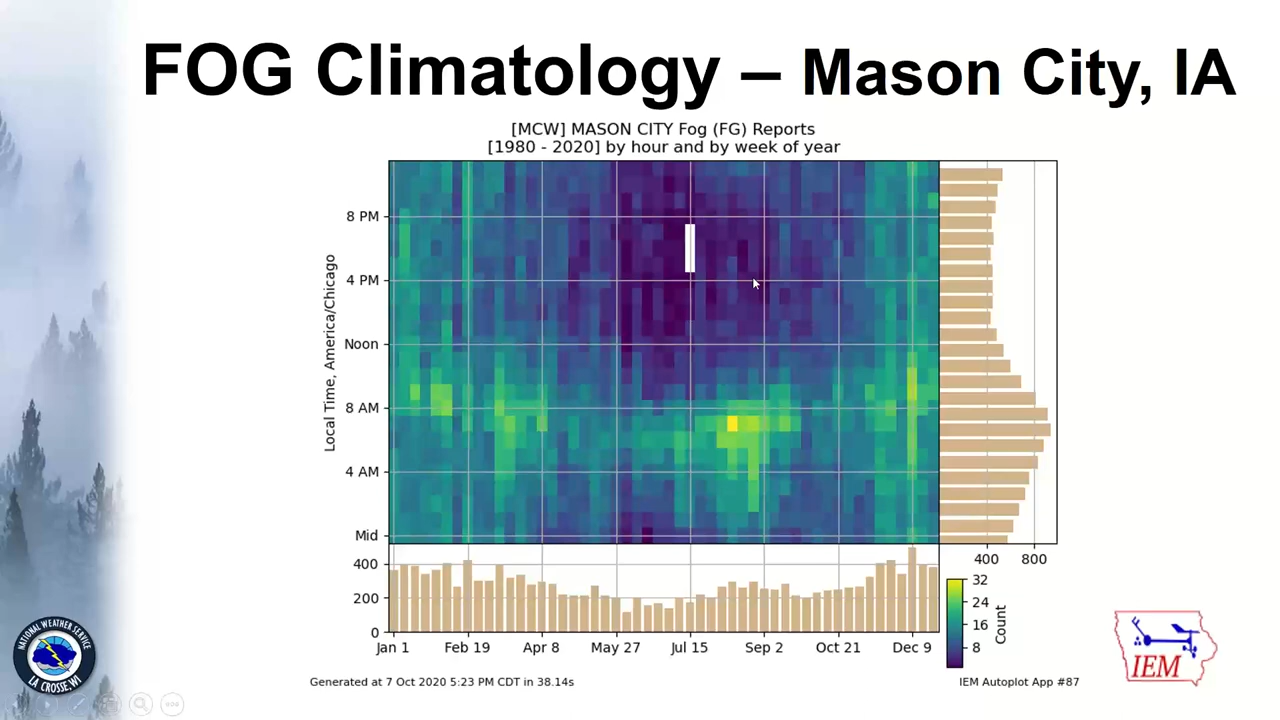 FOG Climatology – Mason City, IA
[MCW] MASON CITY Fog (FG) Reports
[1980 - 2020] by hour and by week of year
Local Time, America/Chicago
8 PM
4 PM
Noon
8 AM
4 AM
Mid
400 800
400
200
0
Jan 1 Feb 19 Apr 8 May 27 Jul 15 Sep 2 Oct 21 Dec 9
32
24
16
8
Count
NATIONAL WEATHER SERVICE
LA CROSSE, WI
IEM
Generated at 7 Oct 2020 5:23 PM CDT in 38.14s
IEM Autoplot App #87